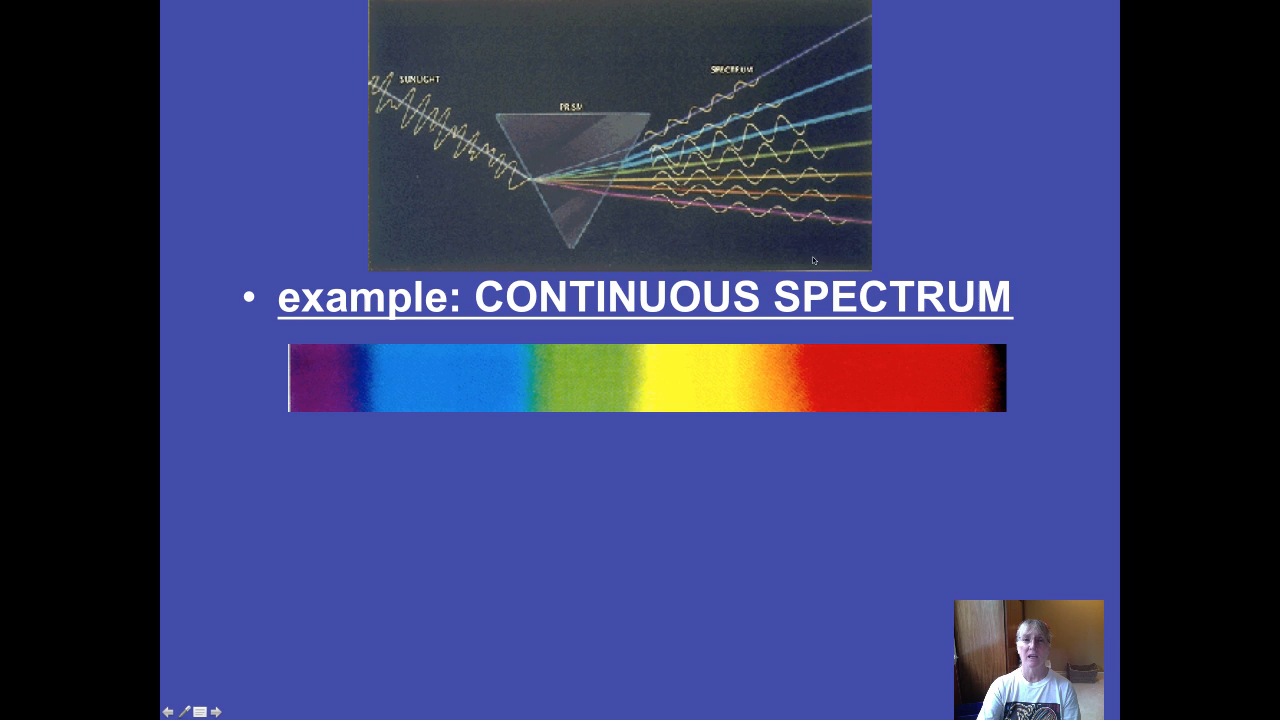 SUNLIGHT
SPECTRUM
PRISM
• example: CONTINUOUS SPECTRUM